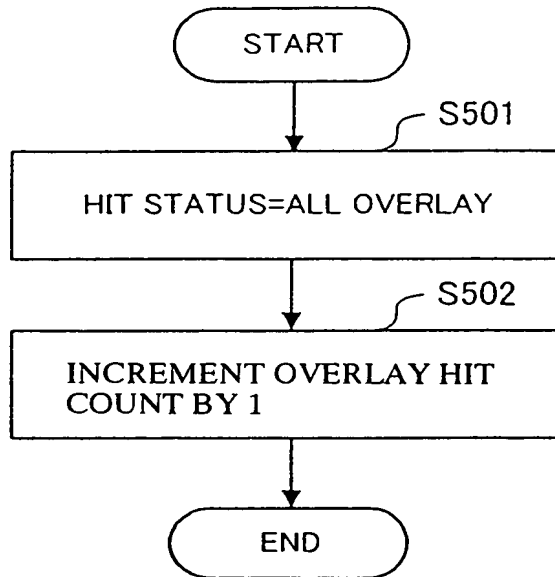 START
S501
HIT STATUS=ALL OVERLAY
S502
INCREMENT OVERLAY HIT
COUNT BY 1
END